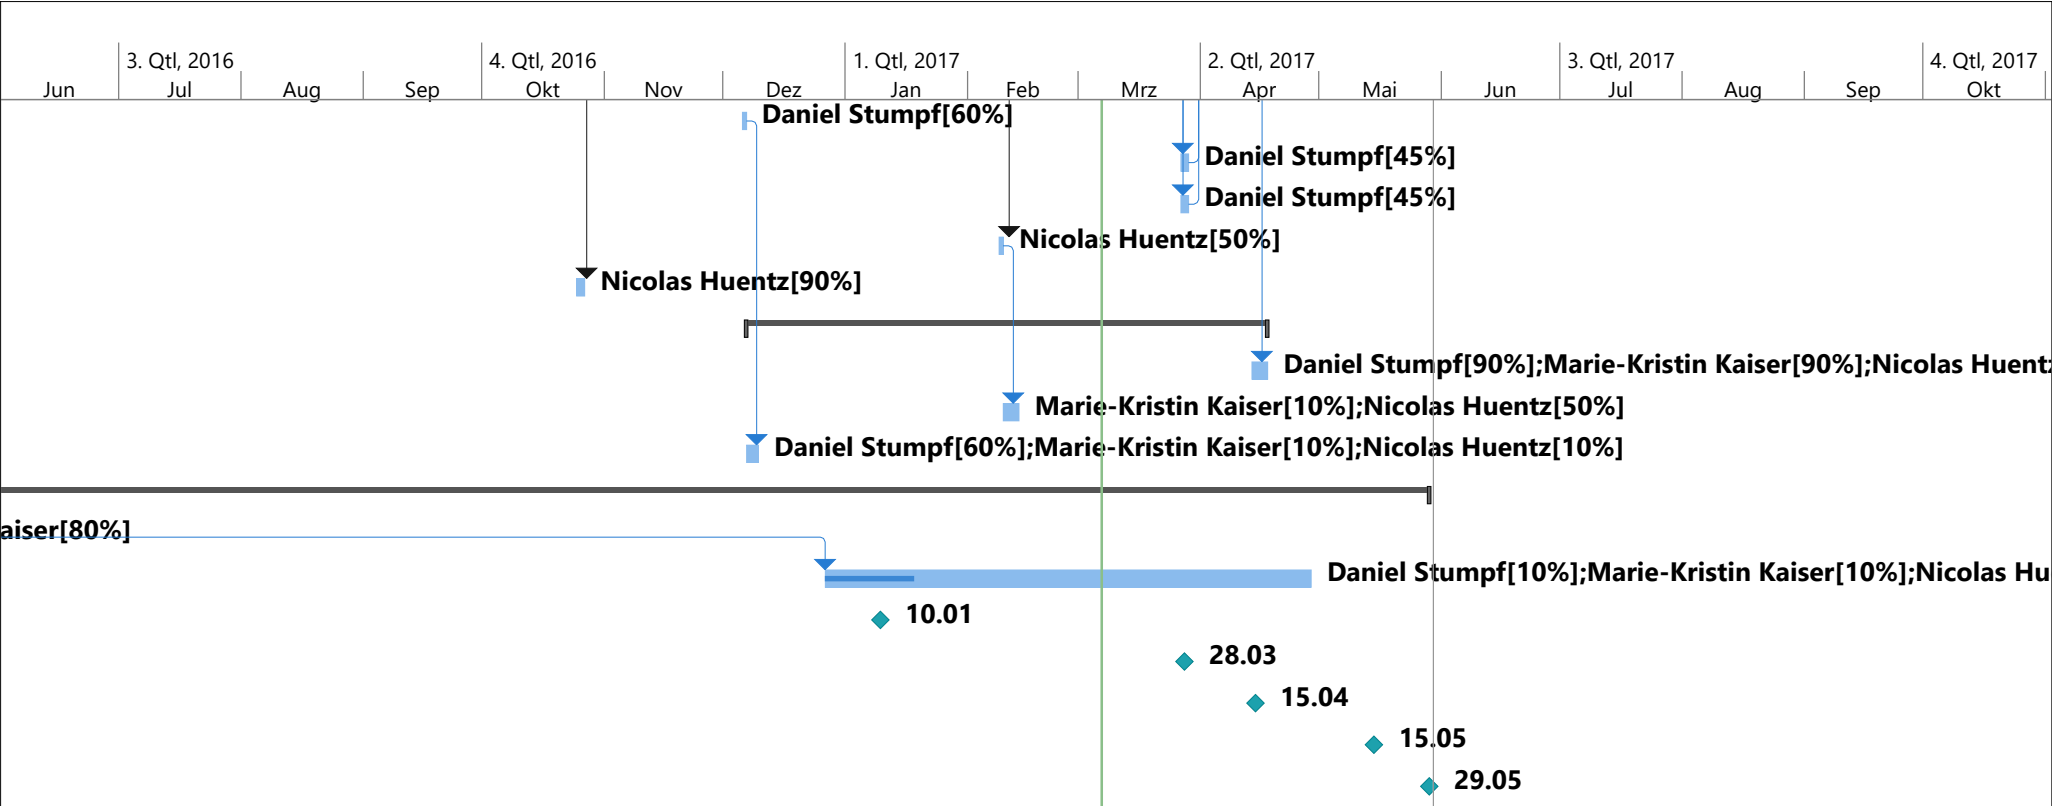 3. Qtl, 2016 4. Qtl, 2016 1. Qtl, 2017 2. Qtl, 2017 3. Qtl, 2017 4. Qtl, 2017
Jun Jul Aug Sep Okt Nov Dez Jan Feb Mrz Apr Mai Jun Jul Aug Sep Okt
Daniel Stumpf[60%]
Daniel Stumpf[45%]
Daniel Stumpf[45%]
Nicolas Huentz[50%]
Nicolas Huentz[90%]
Daniel Stumpf[90%];Marie-Kristin Kaiser[90%];Nicolas Huentz
Marie-Kristin Kaiser[10%];Nicolas Huentz[50%]
Daniel Stumpf[60%];Marie-Kristin Kaiser[10%];Nicolas Huentz[10%]
aiser[80%]
Daniel Stumpf[10%];Marie-Kristin Kaiser[10%];Nicolas Hu
10.01
28.03
15.04
15.05
29.05